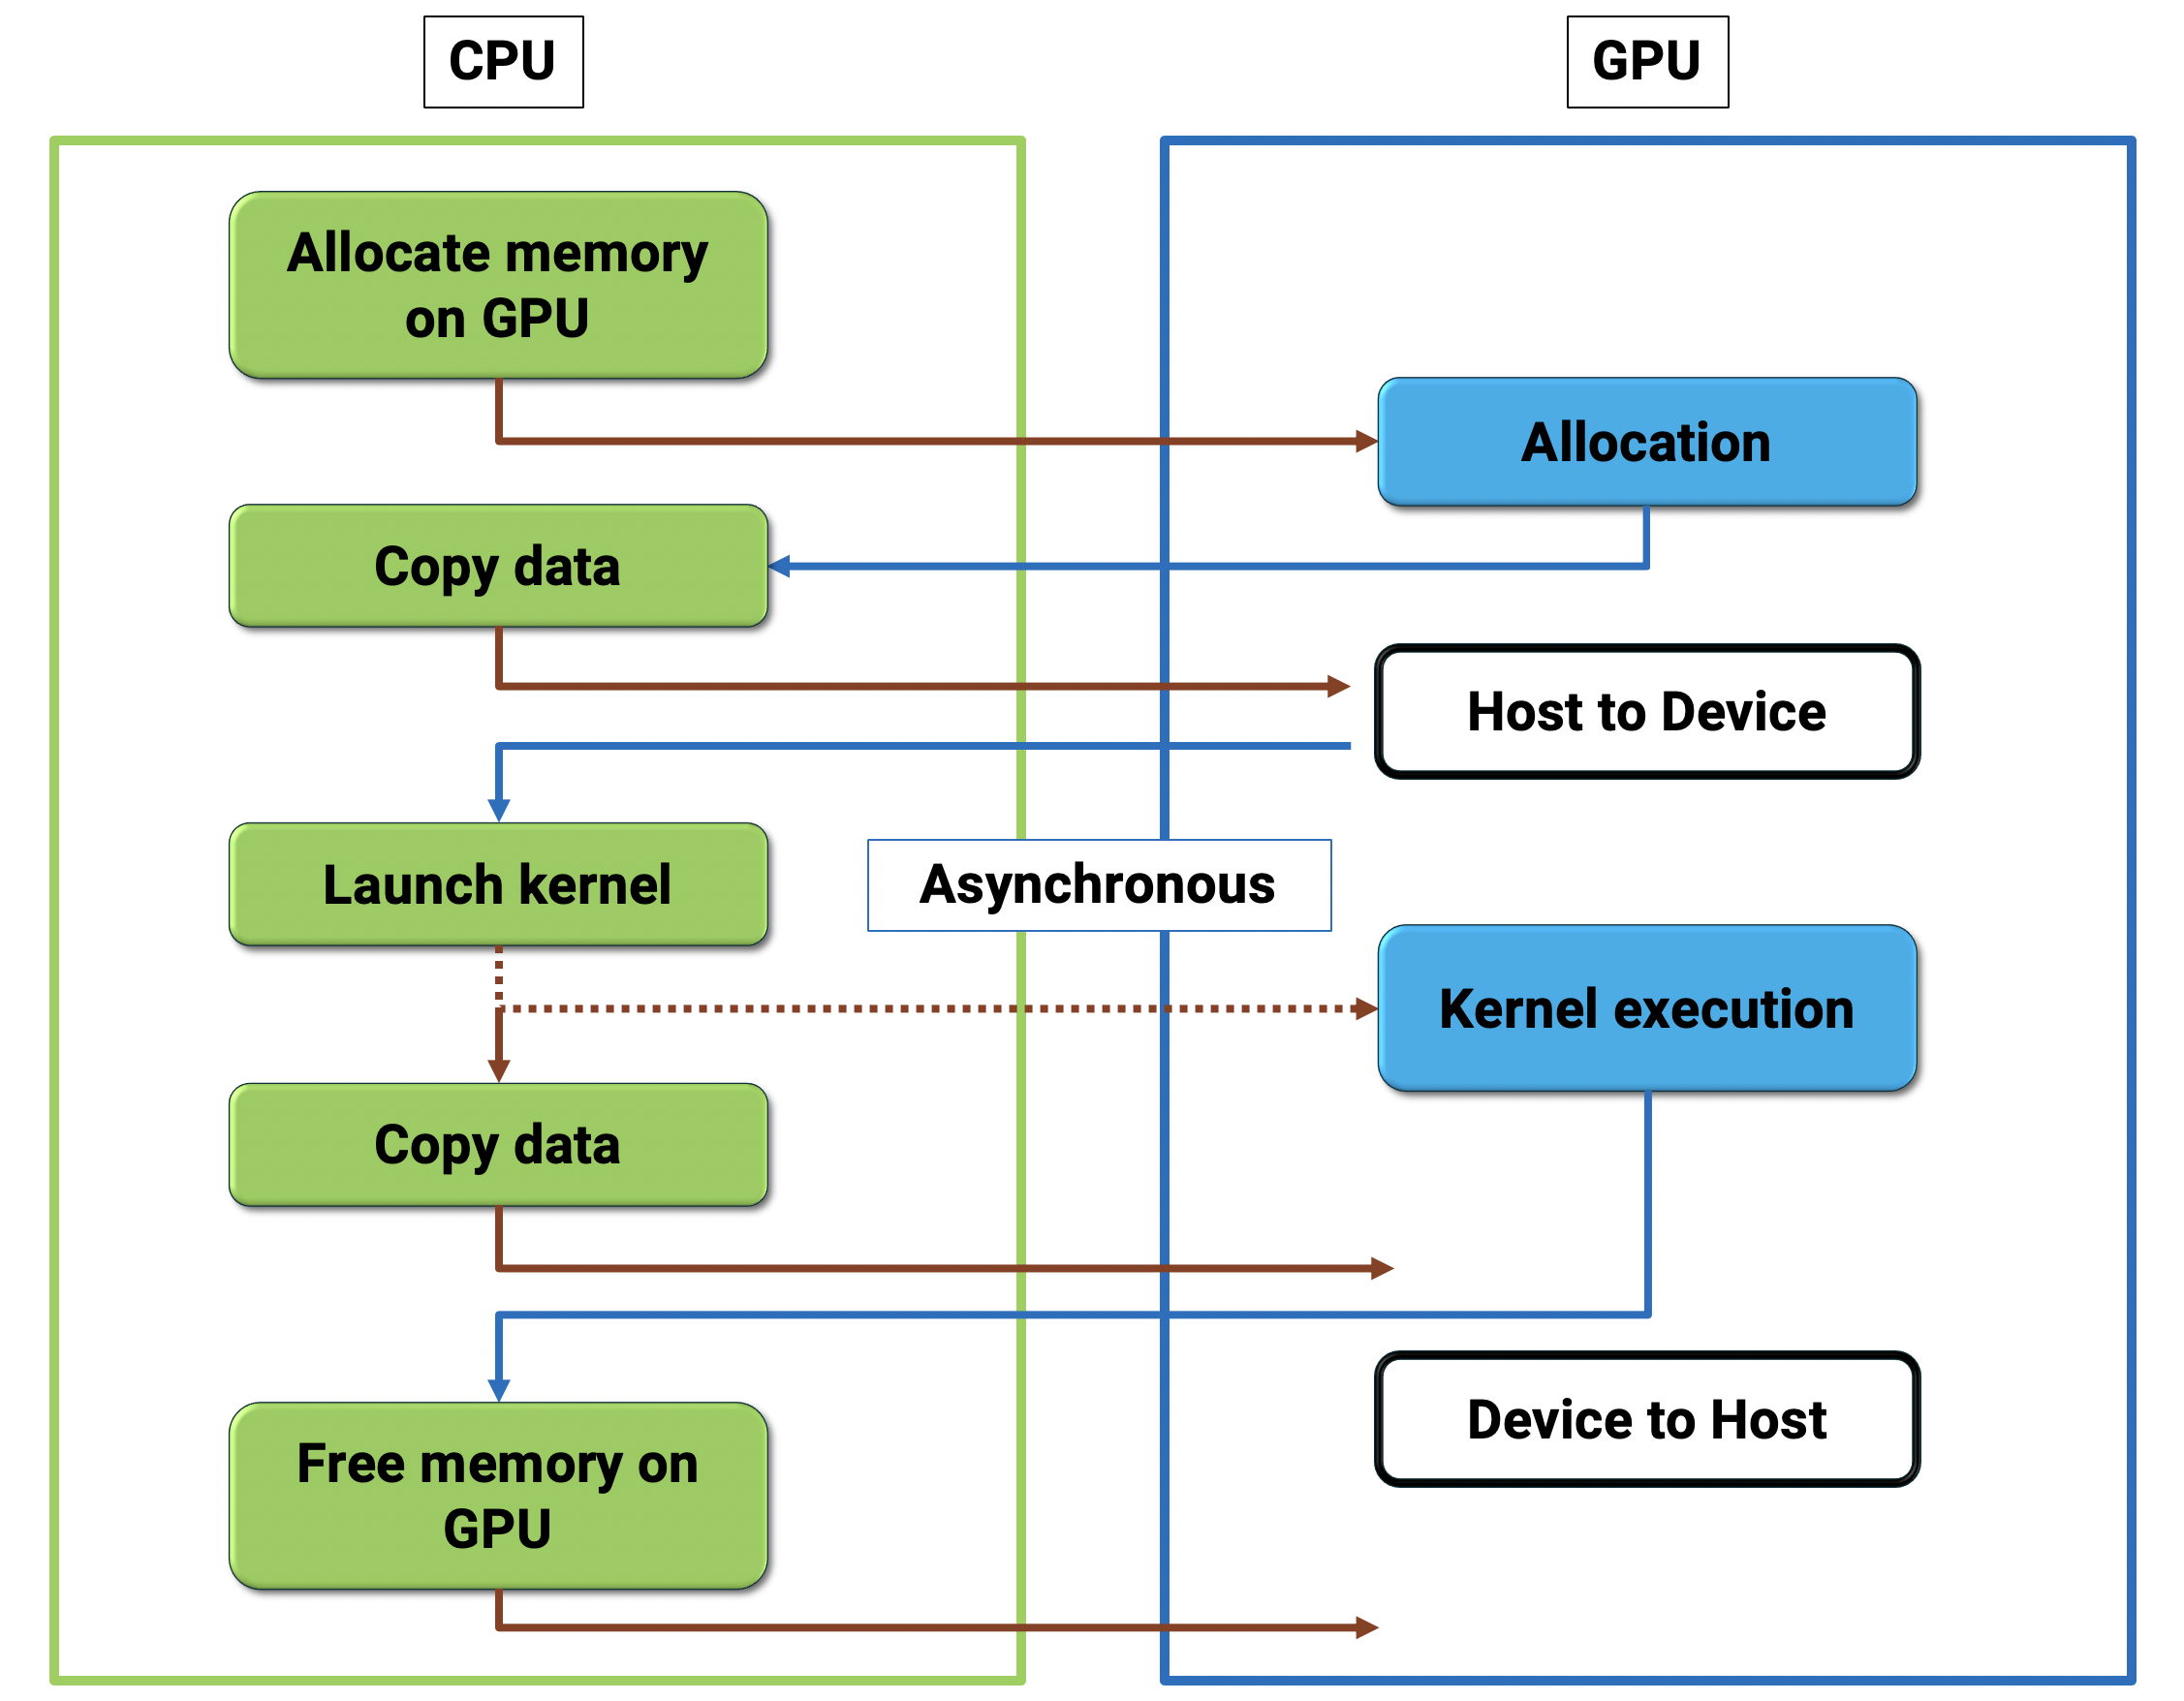 CPU
GPU
Allocate memory
on GPU
Allocation
Copy data
Host to Device
Launch kernel
Asynchronous
Kernel execution
Copy data
Device to Host
Free memory on
GPU